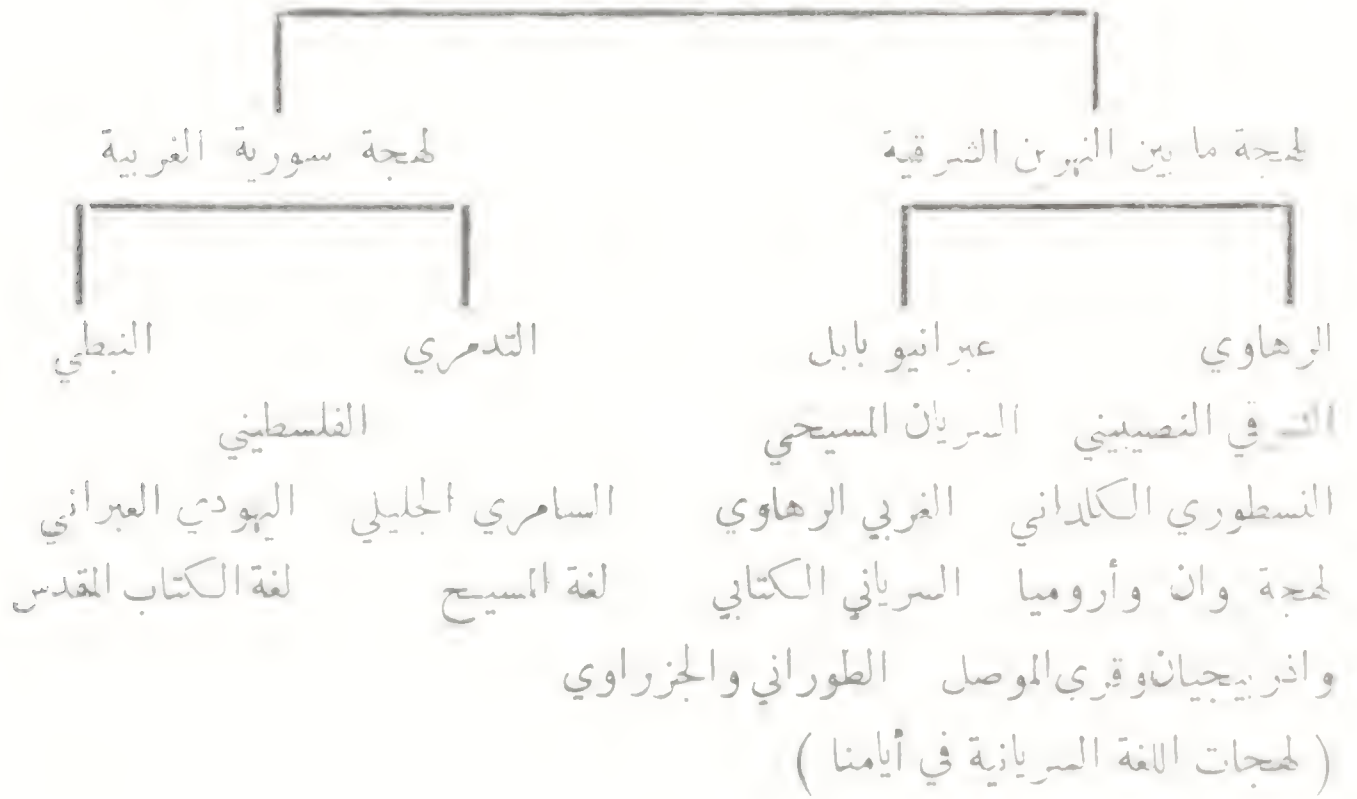 لهجة ما بين النهرين الشرقية لهجة سورية الغربية
الرهاوي عبرانيو بابل التدمري النبطي
الشرقي النصيبيني السريان المسيحي الفلسطيني
النسطوري الكلداني الغربي الرهاوي السامري الجليلي اليهودي العبراني
لهجة وان وأروميا السرياني الكتابي لغة المسيح لغة الكتاب المقدس
واذربيجيان وقرى الموصل الطوراني والجزراوي
( لهجات اللغة السريانية في أيامنا )